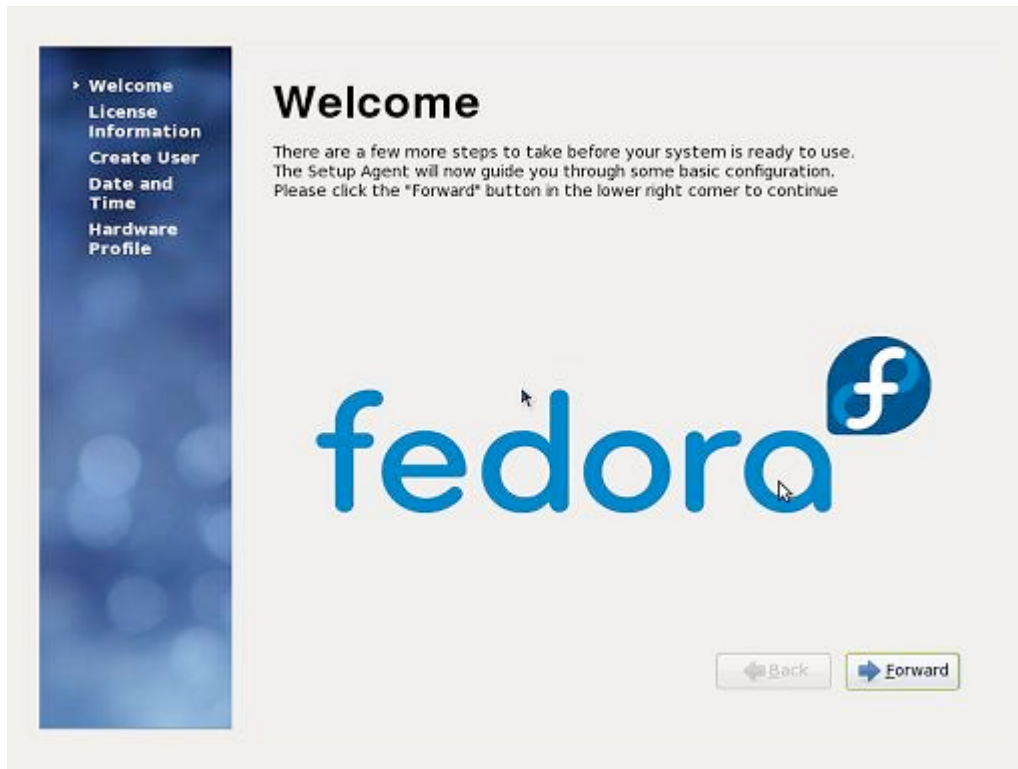 Welcome
License
Information
Create User
Date and
Time
Hardware
Profile
Welcome
There are a few more steps to take before your system is ready to use.
The Setup Agent will now guide you through some basic configuration.
Please click the "Forward" button in the lower right corner to continue
fedora
f
Back
Forward